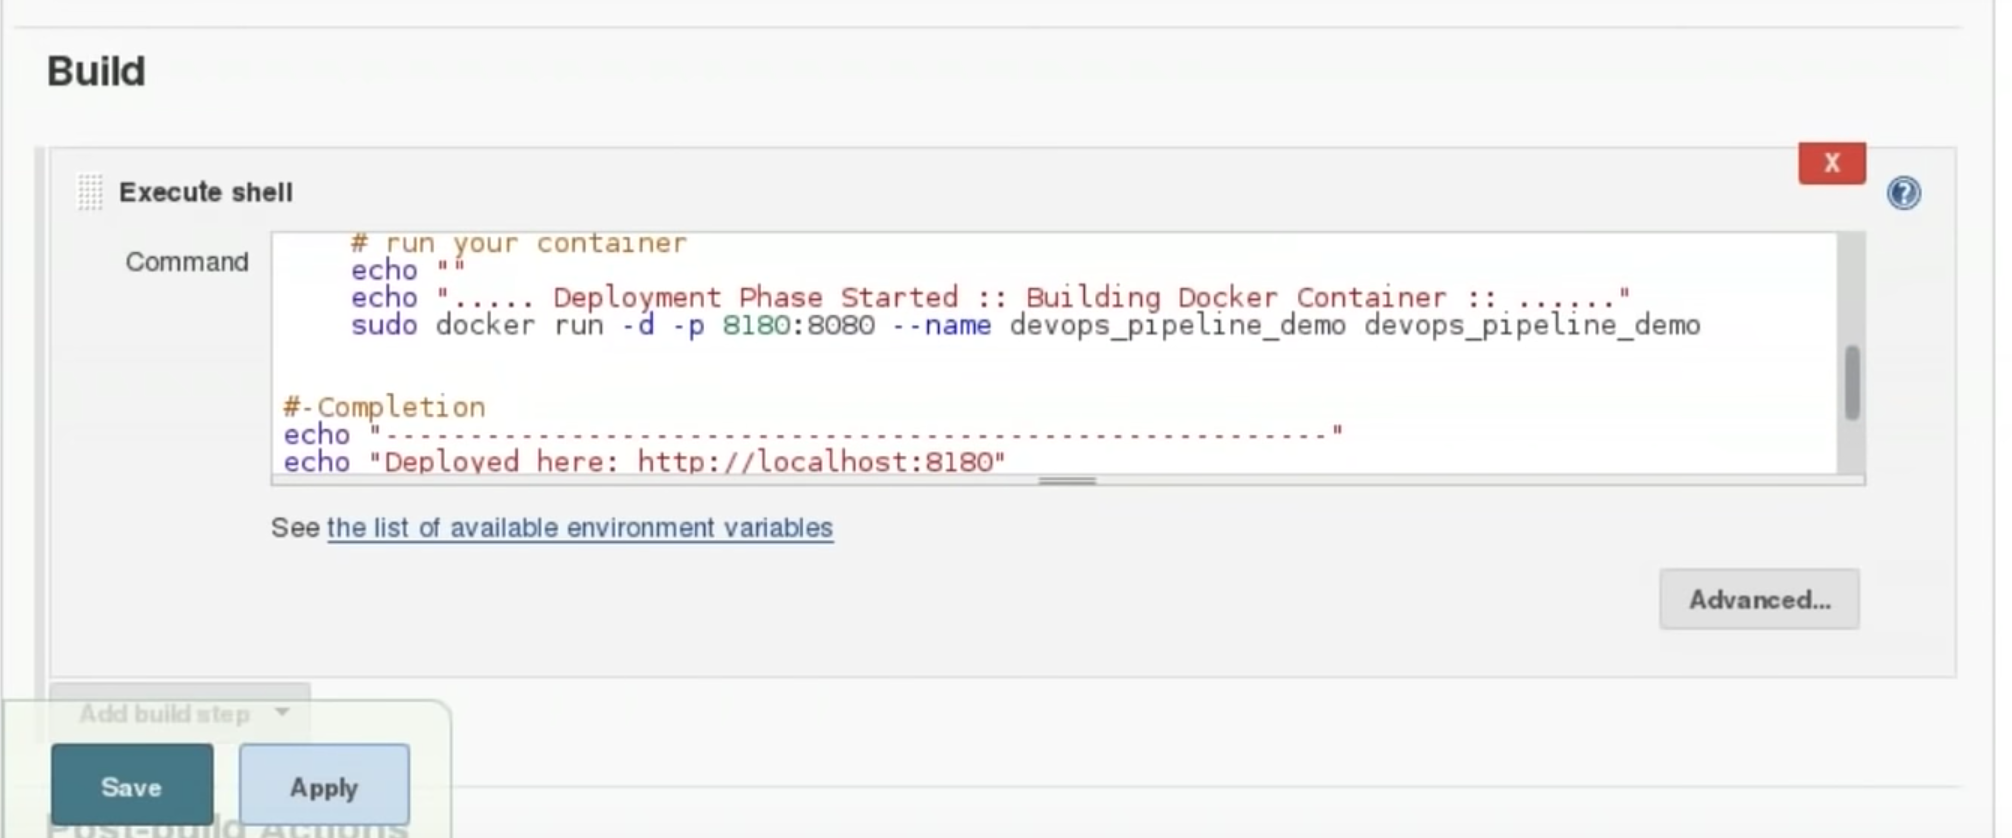 Build
X
Execute shell
?
Command
# run your container
echo ""
echo "..... Deployment Phase Started :: Building Docker Container :: ......"
sudo docker run -d -p 8180:8080 --name devops_pipeline_demo devops_pipeline_demo
#-Completion
echo "--------------------------------------------------------"
echo "Deployed here: http://localhost:8180"
See the list of available environment variables
Advanced...
Add build step
Save
Apply
Post-build Actions